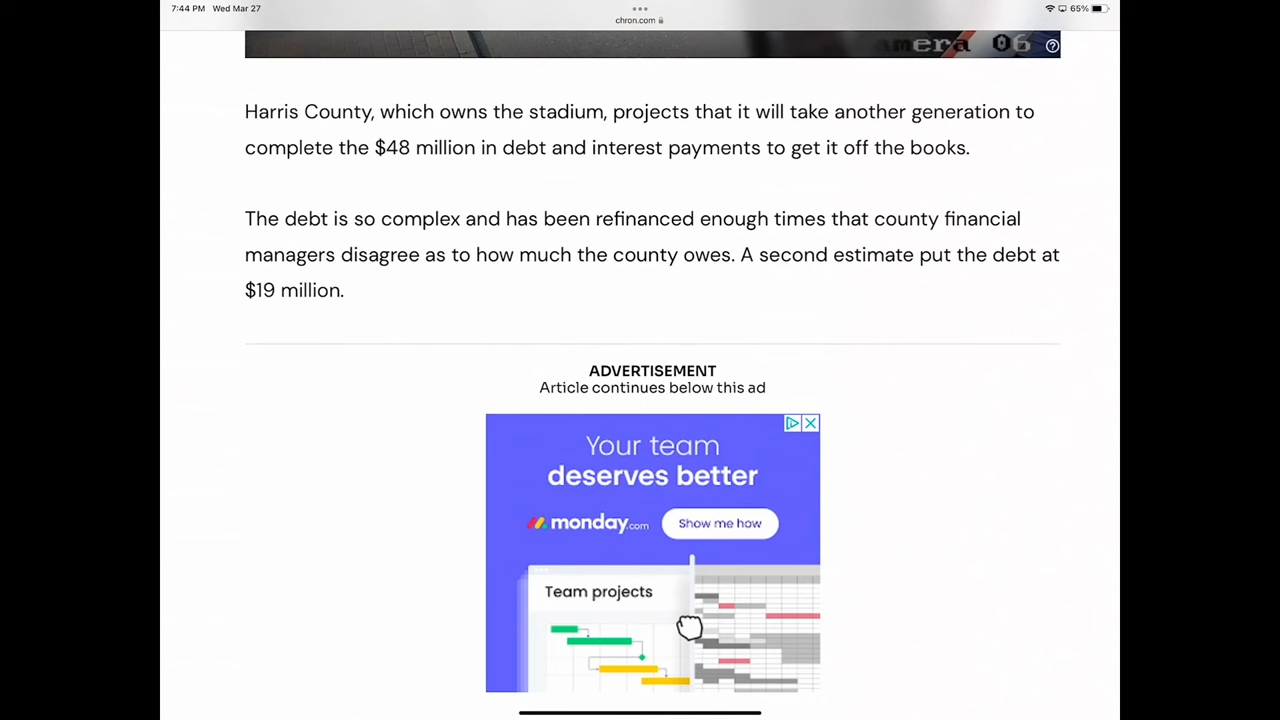 7:44 PM Wed Mar 27
65%
chron.com
amera 06
Harris County, which owns the stadium, projects that it will take another generation to
complete the $48 million in debt and interest payments to get it off the books.
The debt is so complex and has been refinanced enough times that county financial
managers disagree as to how much the county owes. A second estimate put the debt at
$19 million.
ADVERTISEMENT
Article continues below this ad
Your team
deserves better
monday.com
Show me how
Team projects